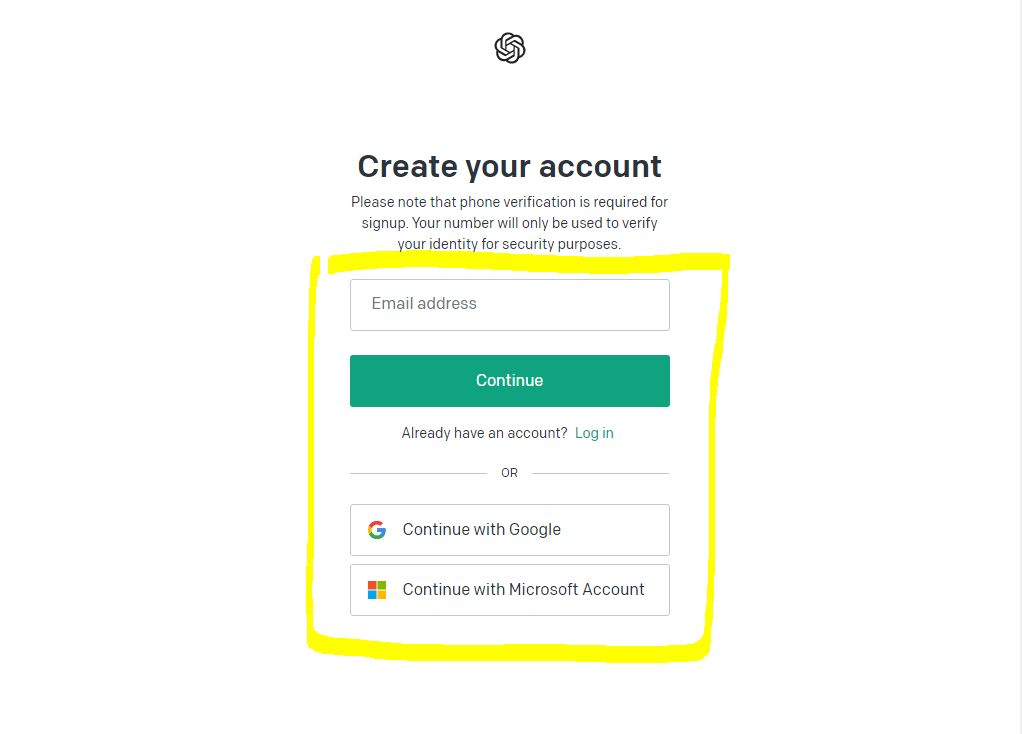 Create your account
Please note that phone verification is required for
signup. Your number will only be used to verify
your identity for security purposes.
Email address
Continue
Already have an account? Log in
OR
Continue with Google
Continue with Microsoft Account